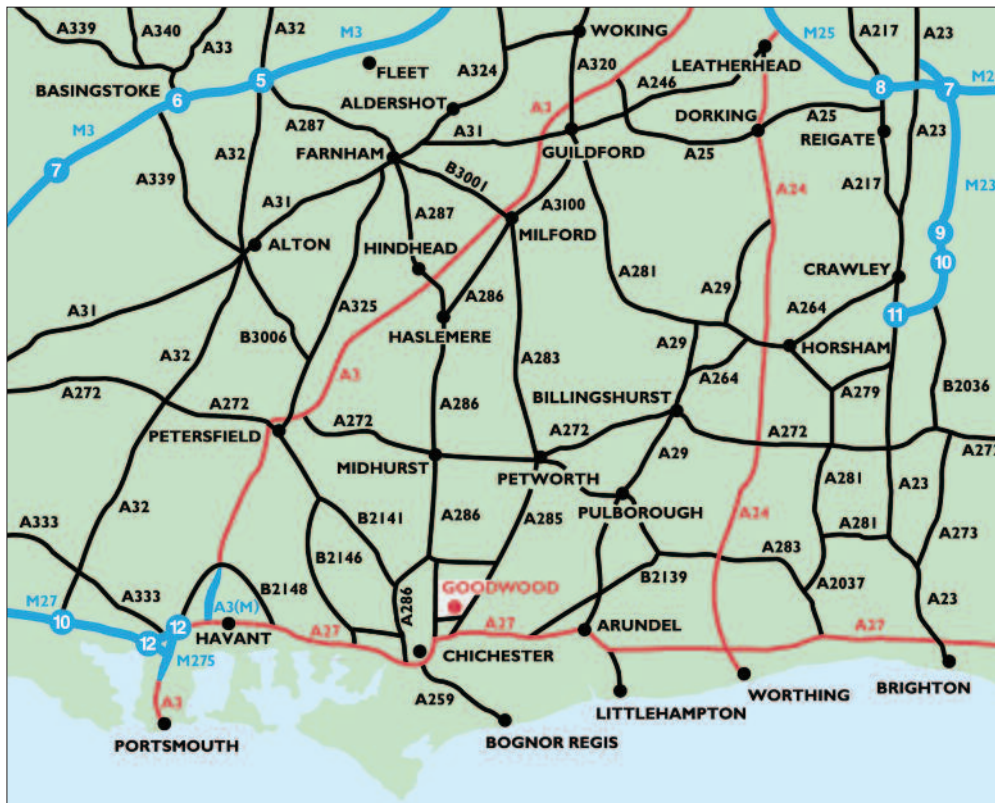 A339
A340
A33
A32
M3
WOKING
M25
A217
A23
FLEET
A324
A320
LEATHERHEAD
BASINGSTOKE
5
6
A246
8
7
M2
ALDERSHOT
A3
DORKING
A25
M3
A287
A31
GUILDFORD
A25
REIGATE
A23
7
A32
FARNHAM
A339
B3001
A24
A217
M23
A31
A287
A3100
MILFORD
ALTON
HINDHEAD
9
10
A281
CRAWLEY
A31
A325
A286
A29
A264
11
B3006
HASLEMERE
A32
A283
A29
HORSHAM
A3
A264
A279
B2036
A272
A272
A286
BILLINGSHURST
PETERSFIELD
A272
A272
A272
A272
MIDHURST
PETWORTH
A29
A281
A23
A32
B2141
A286
A285
PULBOROUGH
A24
A333
A281
A273
B2146
A283
B2139
A2037
M27
A333
B2148
A286
GOODWOOD
A23
10
12
A3(M)
HAVANT
A27
A27
ARUNDEL
A27
12
M275
CHICHESTER
A3
A259
LITTLEHAMPTON
WORTHING
BRIGHTON
PORTSMOUTH
BOGNOR REGIS